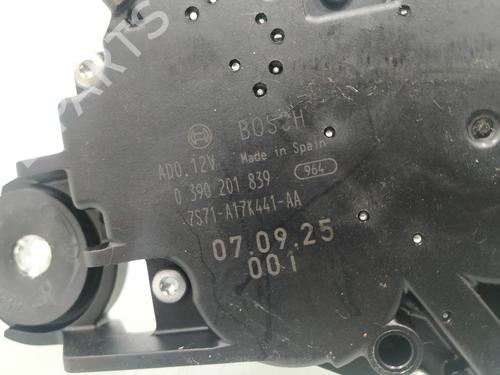 BOSCH
ADO.12V Made in Spain
0 390 201 839 964
7S71-A17K441-AA
07.09.25
001